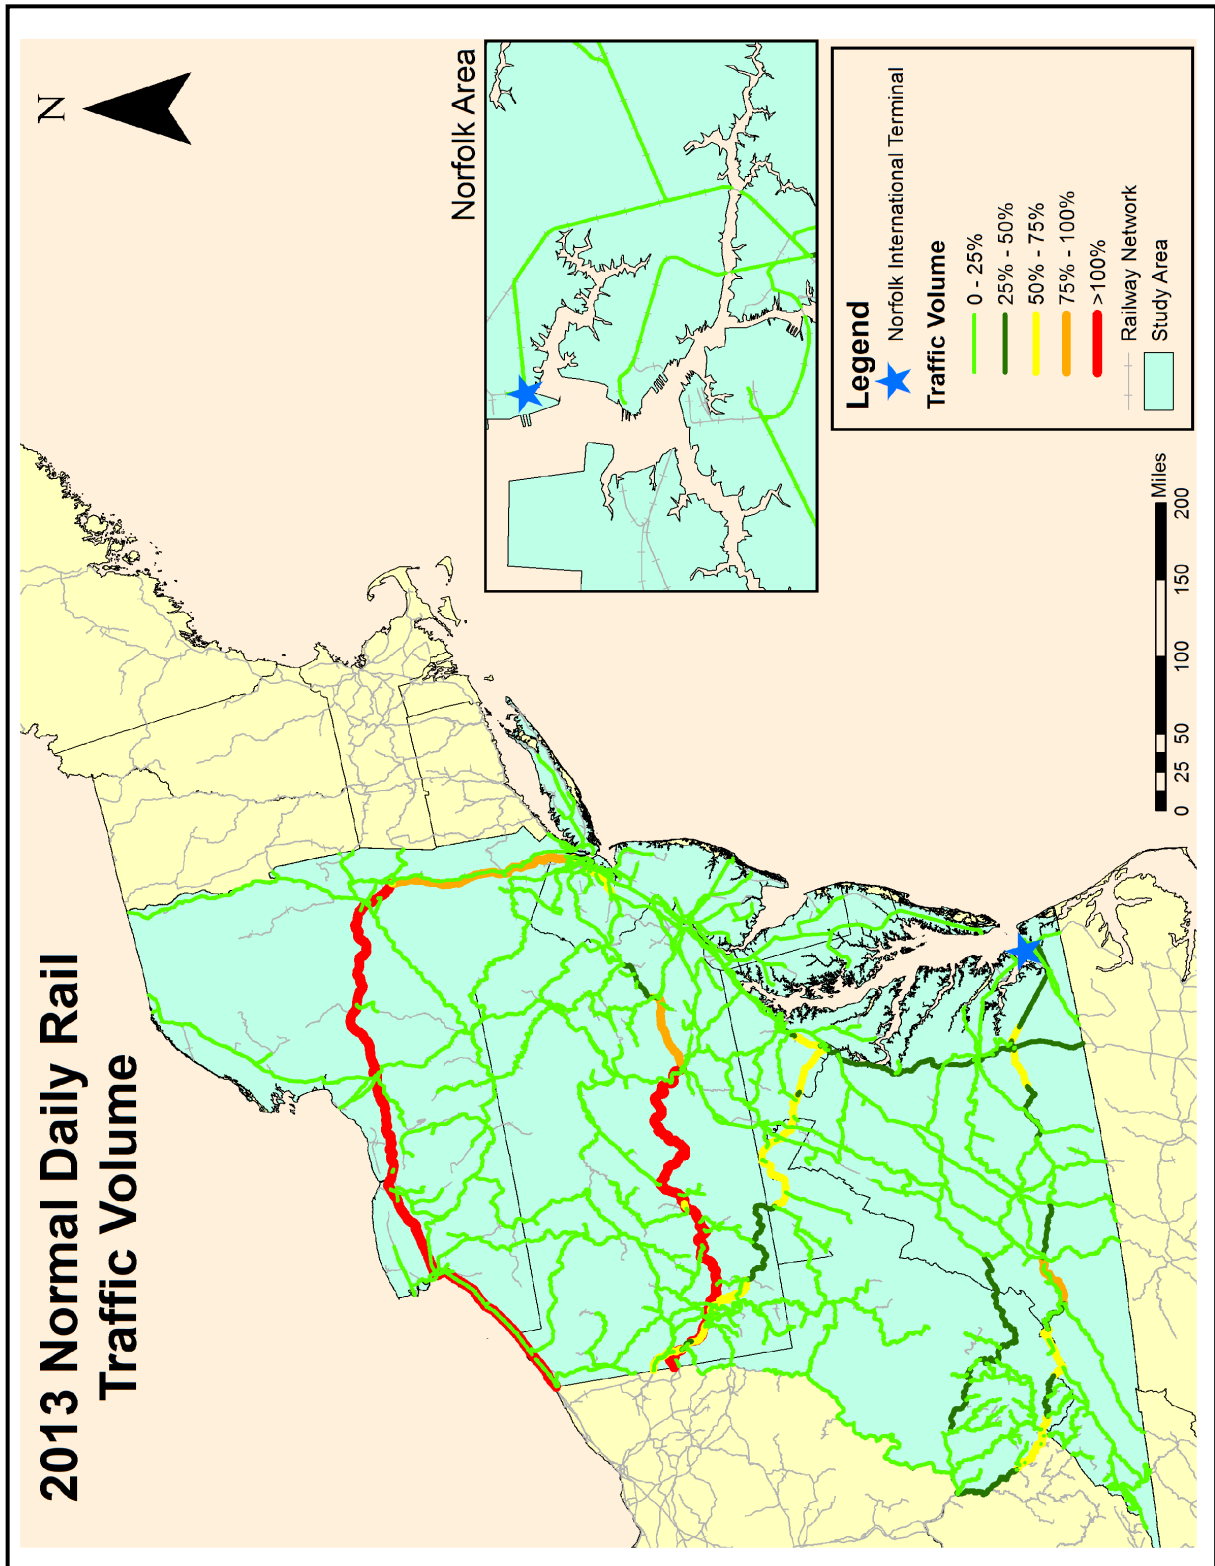 2013 Normal Daily Rail
Traffic Volume
N
Norfolk Area
Legend
Norfolk International Terminal
Traffic Volume
0 - 25%
25% - 50%
50% - 75%
75% - 100%
>100%
Railway Network
Study Area
0 25 50 100 150 200
Miles